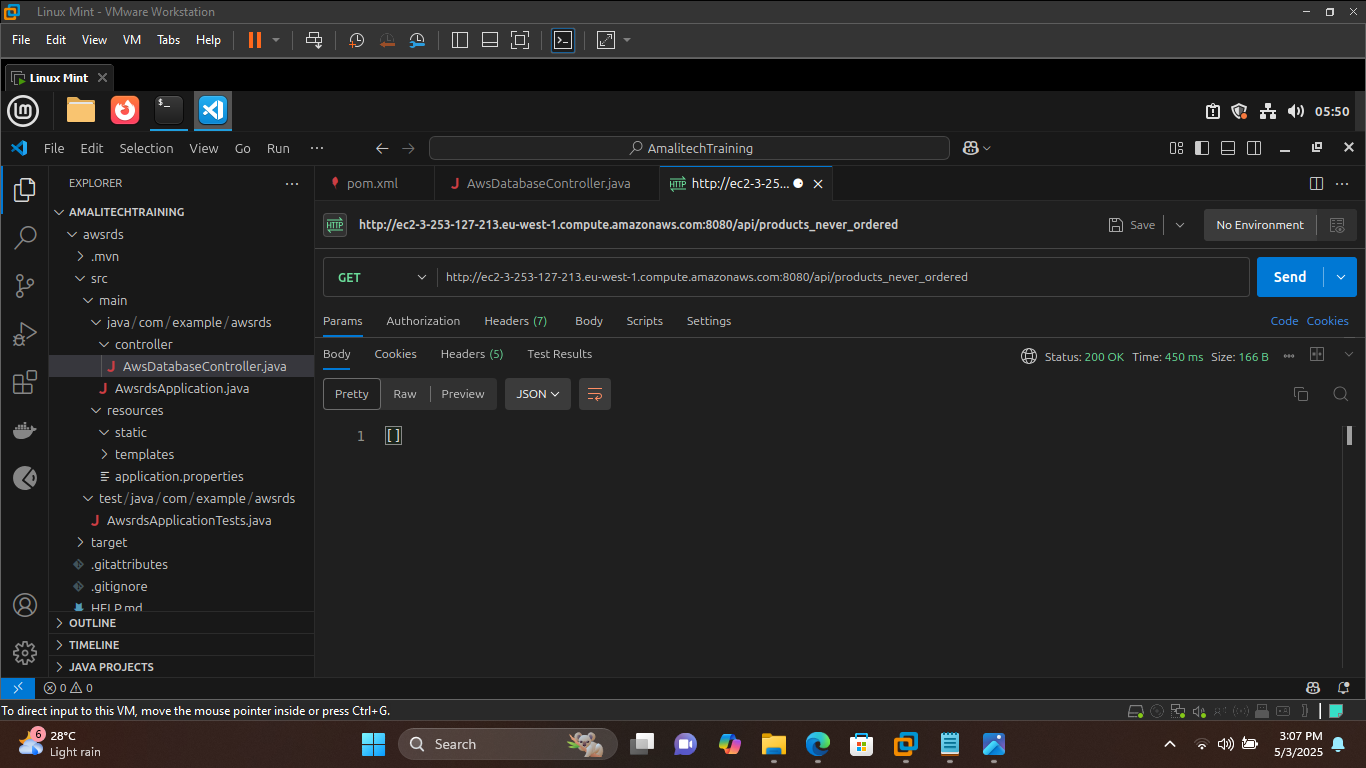 Linux Mint - VMware Workstation
File Edit View VM Tabs Help
Linux Mint
05:50
File Edit Selection View Go Run ··· AmalitechTraining
EXPLORER ···
pom.xml
AwsDatabaseController.java
http://ec2-3-25...
AMALITECHTRAINING
awsrds
.mvn
src
main
java/com/example/awsrds
controller
AwsDatabaseController.java
AwsrdsApplication.java
resources
static
templates
application.properties
test/java/com/example/awsrds
AwsrdsApplicationTests.java
target
.gitattributes
.gitignore
HELP.md
OUTLINE
TIMELINE
JAVA PROJECTS
HTTP http://ec2-3-253-127-213.eu-west-1.compute.amazonaws.com:8080/api/products_never_ordered Save No Environment
GET http://ec2-3-253-127-213.eu-west-1.compute.amazonaws.com:8080/api/products_never_ordered Send
Params Authorization Headers (7) Body Scripts Settings Code Cookies
Body Cookies Headers (5) Test Results Status: 200 OK Time: 450 ms Size: 166 B
Pretty Raw Preview JSON
1 []
0 0
To direct input to this VM, move the mouse pointer inside or press Ctrl+G.
6
28°C
Light rain
Search
3:07 PM
5/3/2025